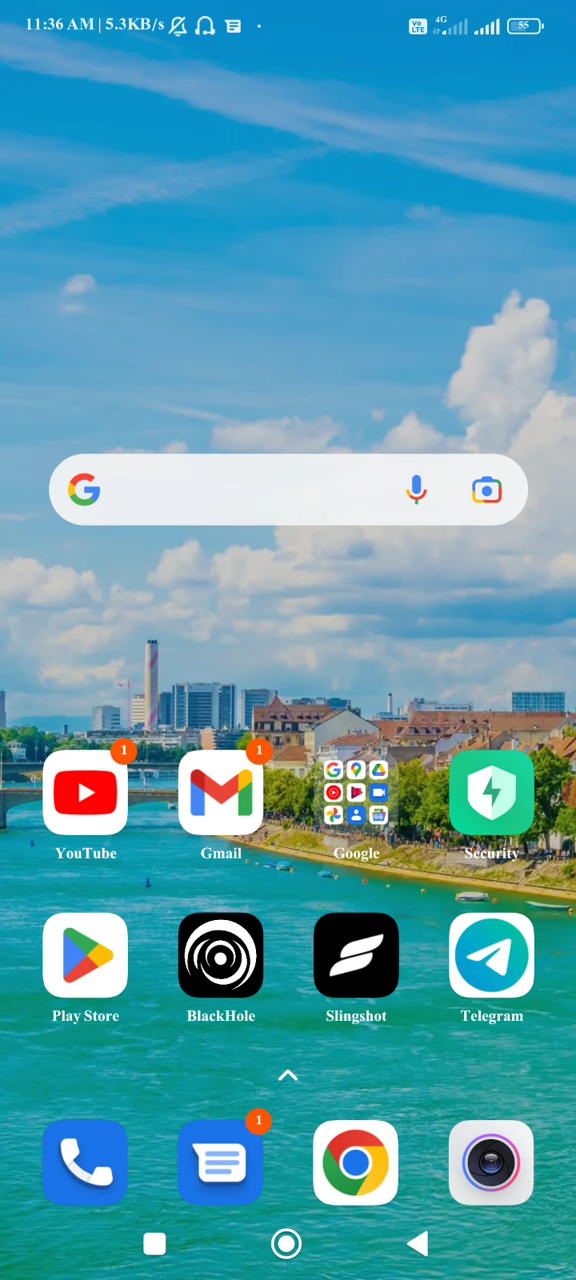 11:36 AM | 5.3KB/s
Vo LTE 4G 55
1 1
YouTube Gmail Google Security
Play Store BlackHole Slingshot Telegram
1